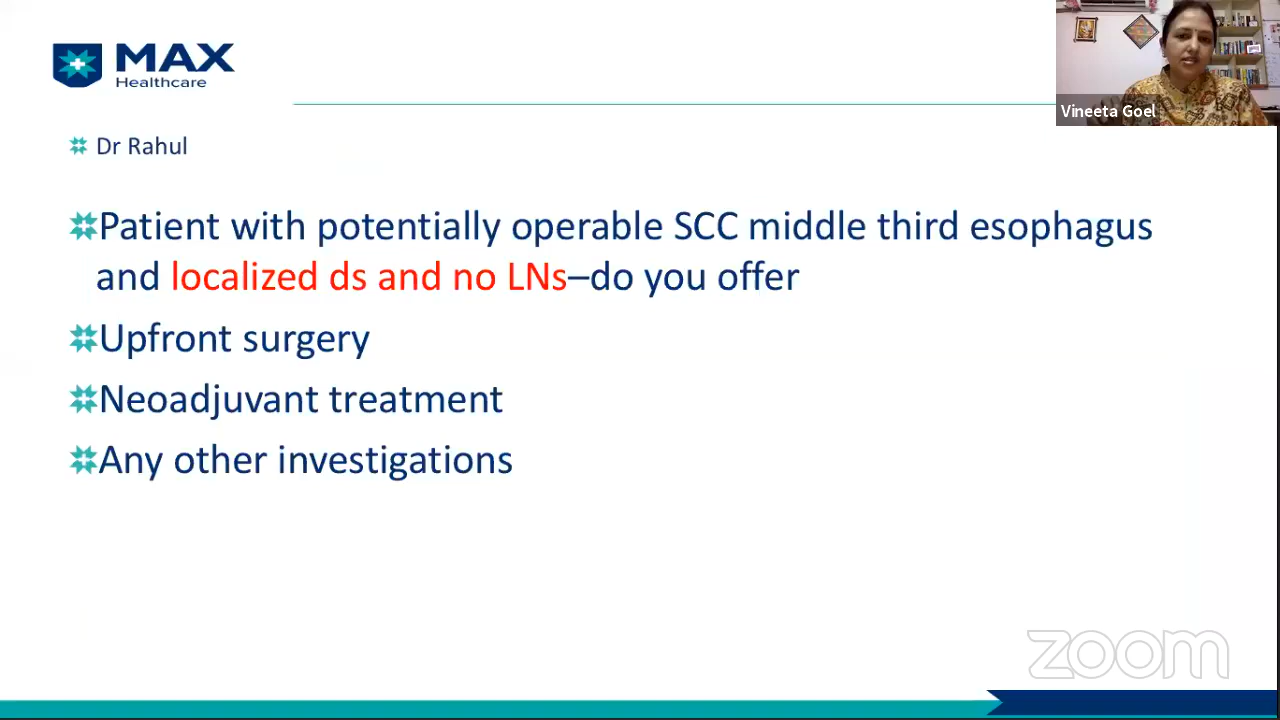 MAX
Healthcare
Vineeta Goel
Dr Rahul
Patient with potentially operable SCC middle third esophagus
and localized ds and no LNs–do you offer
Upfront surgery
Neoadjuvant treatment
Any other investigations
zoom